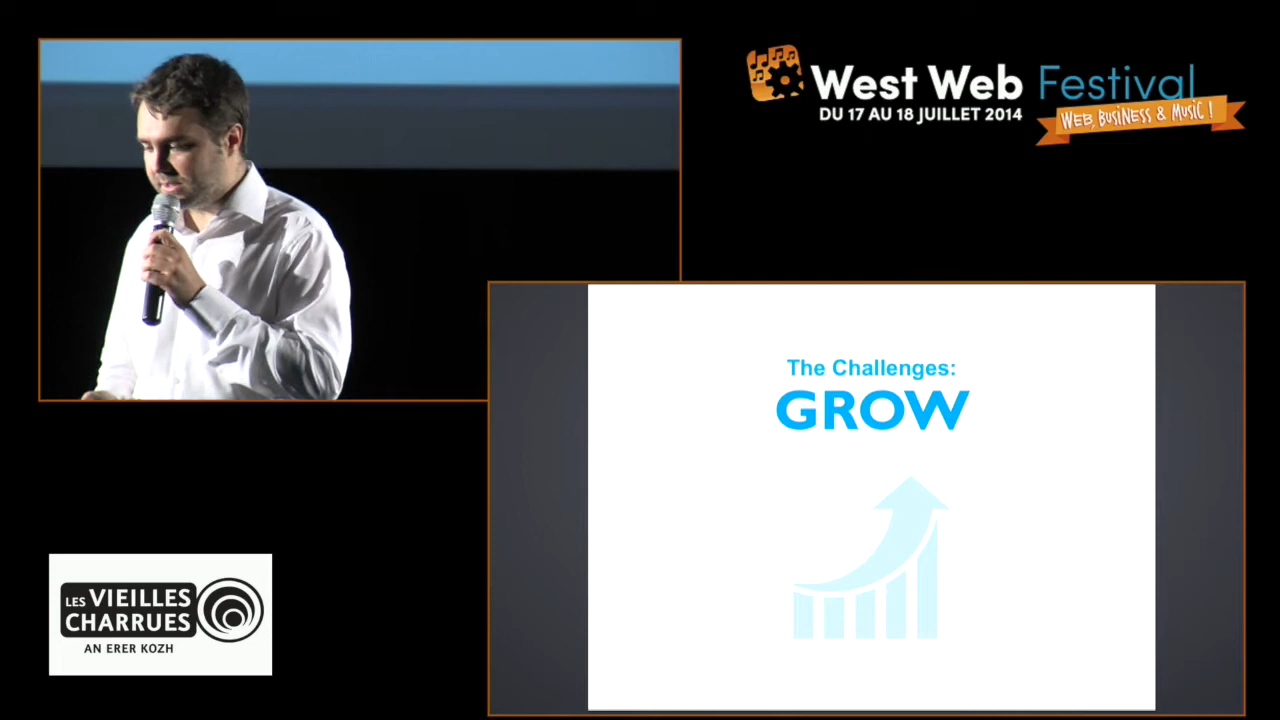 West Web Festival
DU 17 AU 18 JUILLET 2014
WEB, BUSINESS & MUSIC !
The Challenges:
GROW
LES VIEILLES
CHARRUES
AN ERER KOZH